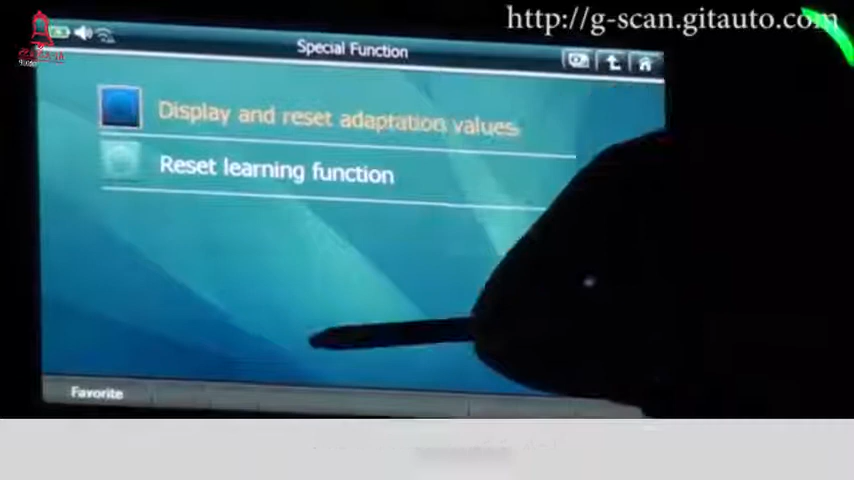 http://g-scan.gitauto.com
Special Function
Display and reset adaptation values
Reset learning function
Favorite